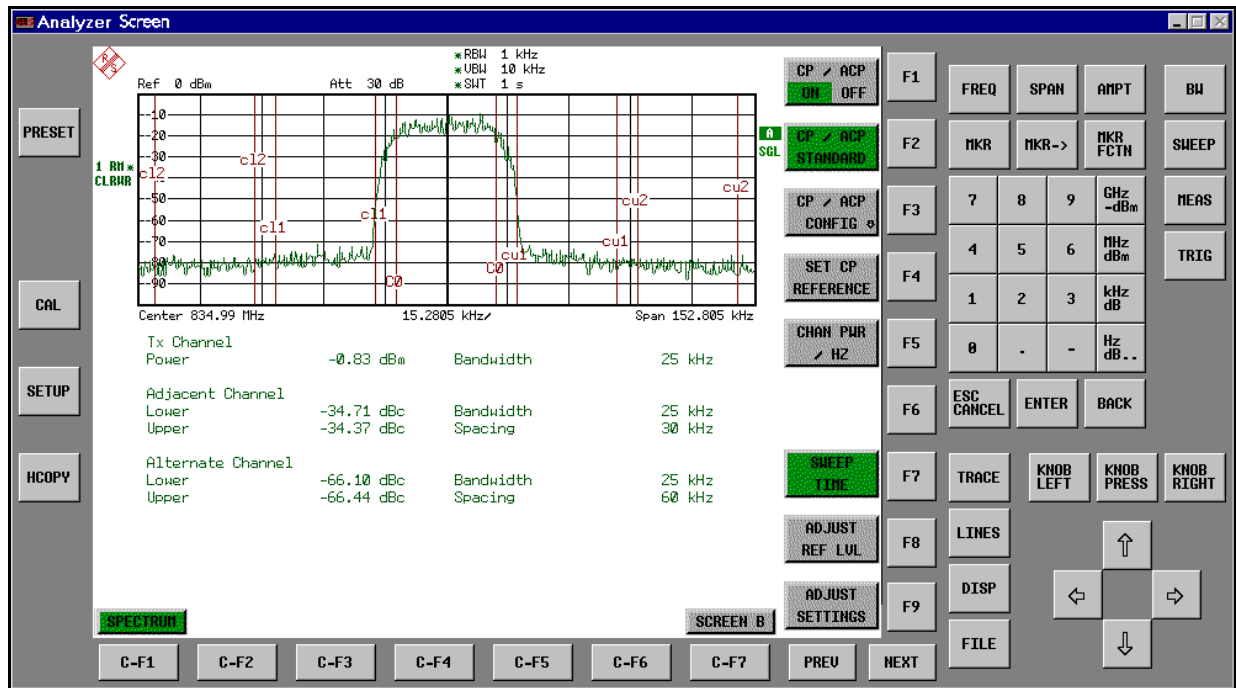 Analyzer Screen
R/S
*RBW 1 kHz
*VBW 10 kHz
Ref 0 dBm Att 30 dB *SWT 1 s
-10
-20
-30
-40
-50
-60
-70
-80
-90
1 RM*
CLRWR
A
SGL
cl2
cl2
cl1
cl1
C0
C0
cu1
cu1
cu2
cu2
Center 834.99 MHz 15.2805 kHz/ Span 152.805 kHz
Tx Channel
Power -0.83 dBm Bandwidth 25 kHz
Adjacent Channel
Lower -34.71 dBc Bandwidth 25 kHz
Upper -34.37 dBc Spacing 30 kHz
Alternate Channel
Lower -66.10 dBc Bandwidth 25 kHz
Upper -66.44 dBc Spacing 60 kHz
SPECTRUM
SCREEN B
PRESET
CAL
SETUP
HCOPY
CP / ACP
ON OFF
CP / ACP
STANDARD
CP / ACP
CONFIG
SET CP
REFERENCE
CHAN PWR
/ HZ
SWEEP
TIME
ADJUST
REF LVL
ADJUST
SETTINGS
F1
F2
F3
F4
F5
F6
F7
F8
F9
FREQ SPAN AMPT BW
MKR MKR-> MKR FCTN SWEEP
7 8 9 GHz -dBm MEAS
4 5 6 MHz dBm TRIG
1 2 3 kHz dB
0 . - Hz dB..
ESC CANCEL ENTER BACK
TRACE KNOB LEFT KNOB PRESS KNOB RIGHT
LINES
DISP
FILE
C-F1 C-F2 C-F3 C-F4 C-F5 C-F6 C-F7 PREV NEXT